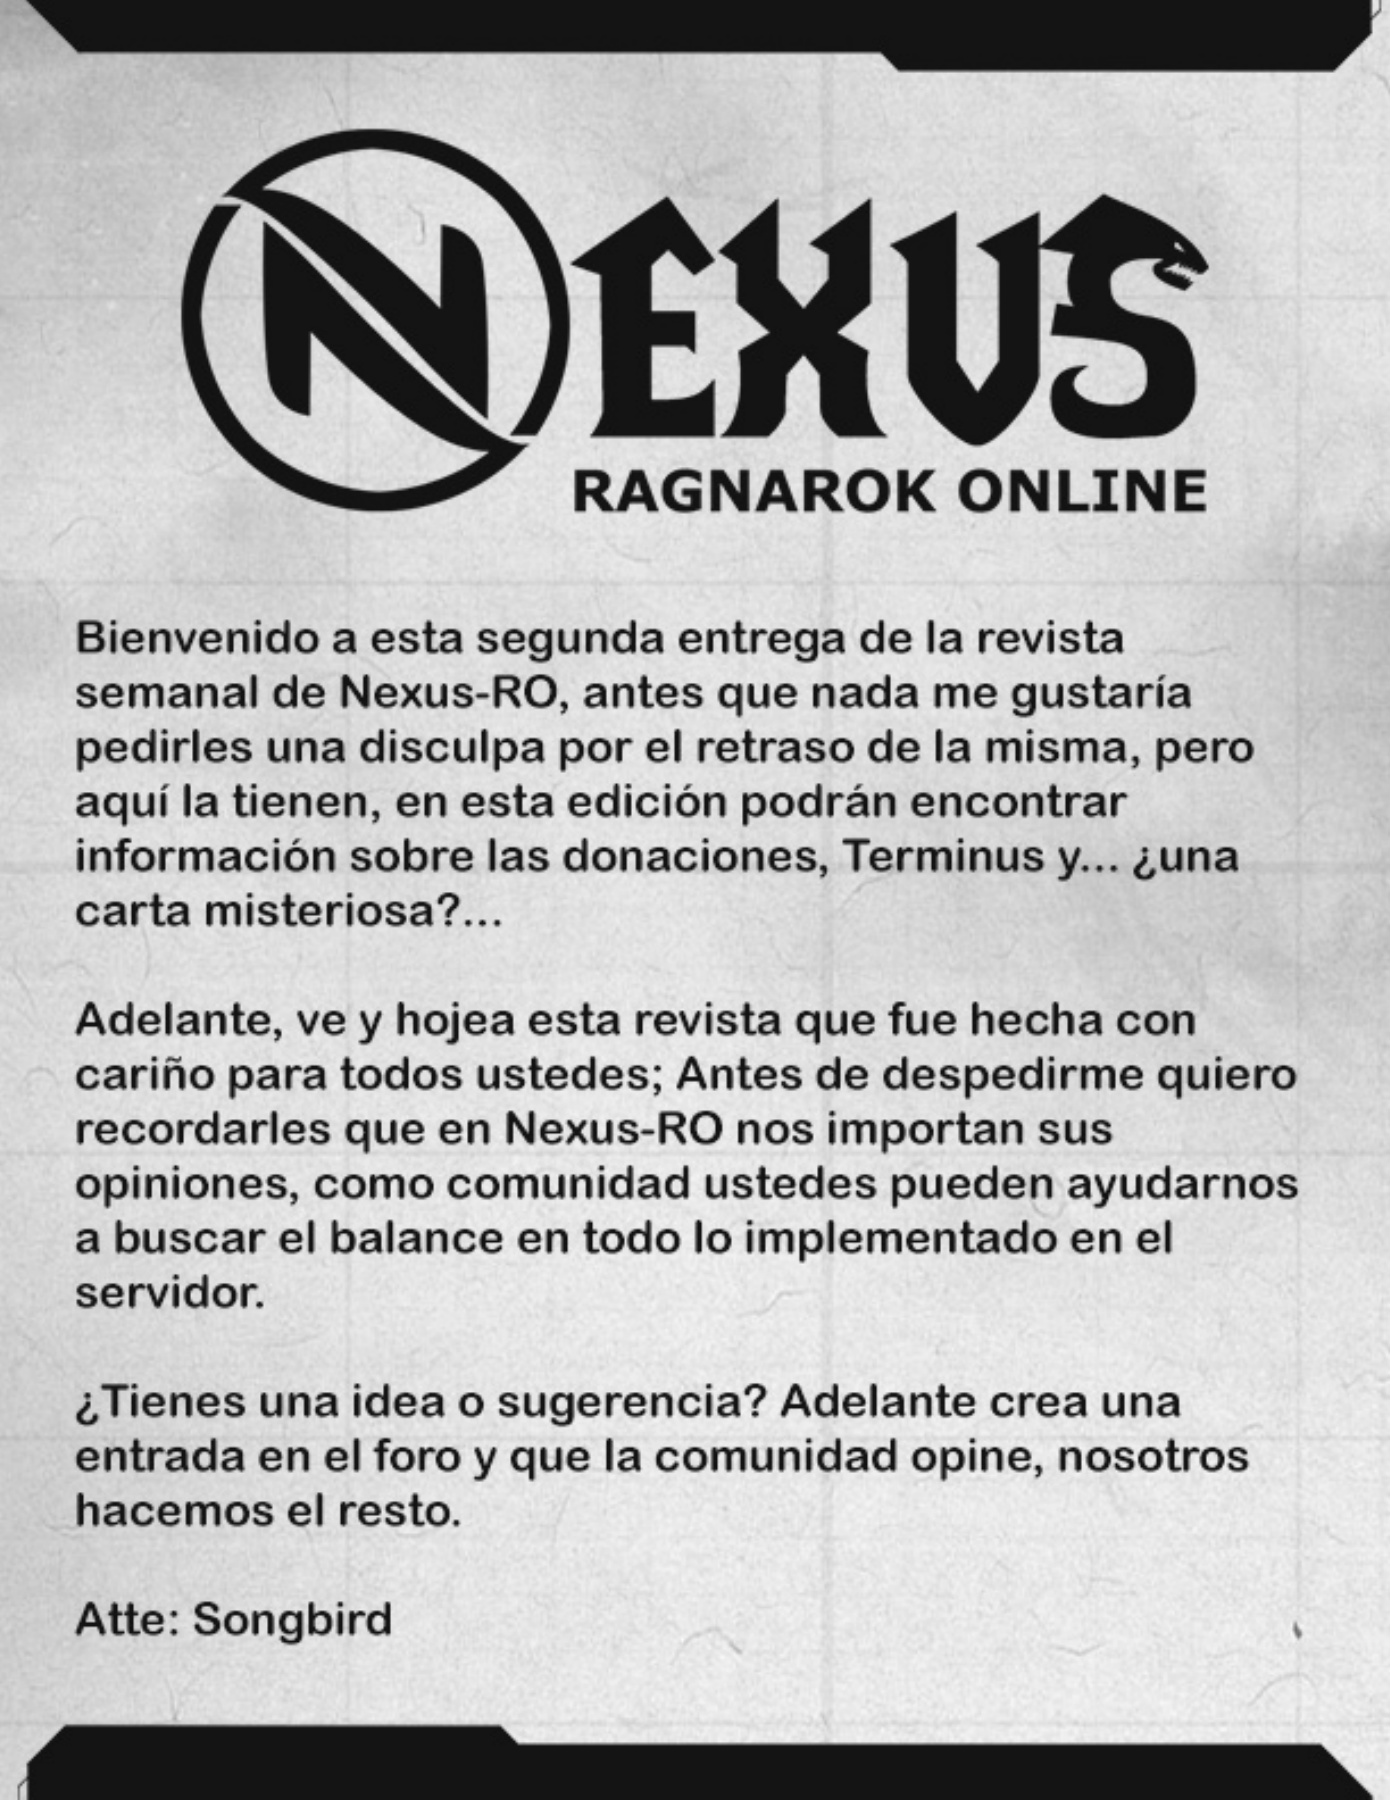 NEXUS
RAGNAROK ONLINE
Bienvenido a esta segunda entrega de la revista
semanal de Nexus-RO, antes que nada me gustaría
pedirles una disculpa por el retraso de la misma, pero
aquí la tienen, en esta edición podrán encontrar
información sobre las donaciones, Terminus y... ¿una
carta misteriosa?...
Adelante, ve y hojea esta revista que fue hecha con
cariño para todos ustedes; Antes de despedirme quiero
recordarles que en Nexus-RO nos importan sus
opiniones, como comunidad ustedes pueden ayudarnos
a buscar el balance en todo lo implementado en el
servidor.
¿Tienes una idea o sugerencia? Adelante crea una
entrada en el foro y que la comunidad opine, nosotros
hacemos el resto.
Atte: Songbird